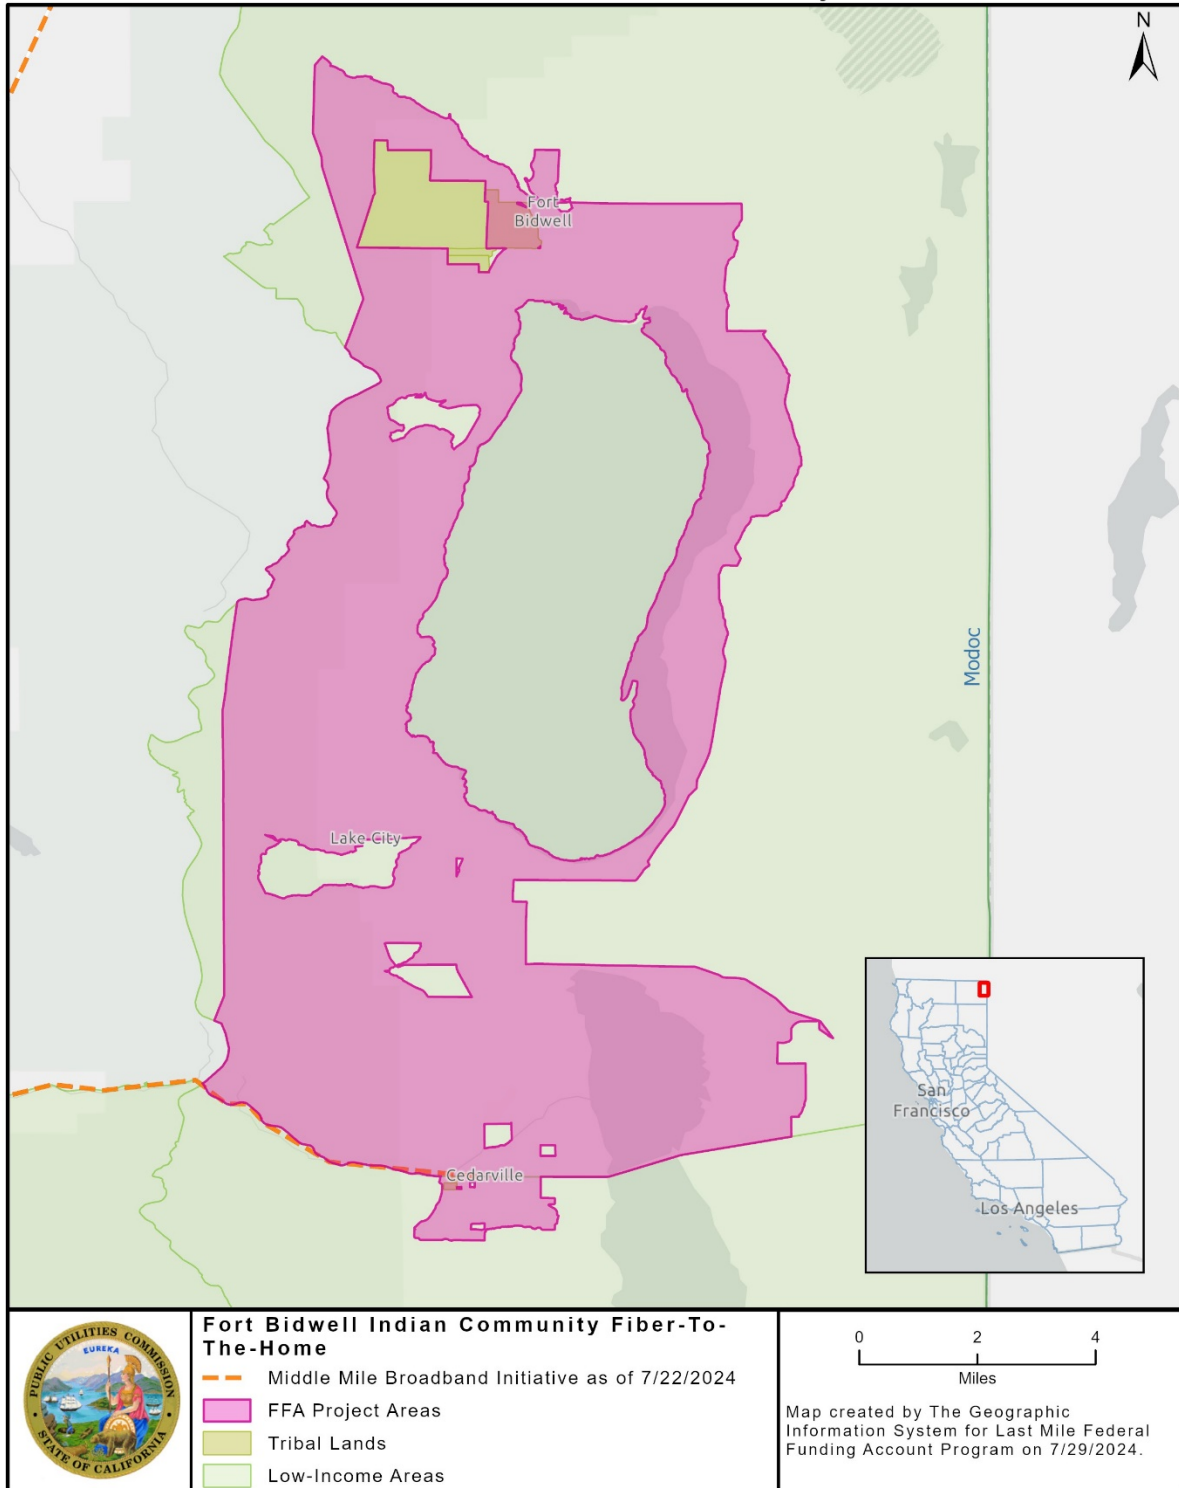 N
Fort
Bidwell
Modoc
Lake City
San
Francisco
Los Angeles
Cedarville
PUBLIC UTILITIES COMMISSION
EUREKA
STATE OF CALIFORNIA
Fort Bidwell Indian Community Fiber-To-
The-Home
Middle Mile Broadband Initiative as of 7/22/2024
FFA Project Areas
Tribal Lands
Low-Income Areas
0 2 4
Miles
Map created by The Geographic
Information System for Last Mile Federal
Funding Account Program on 7/29/2024.